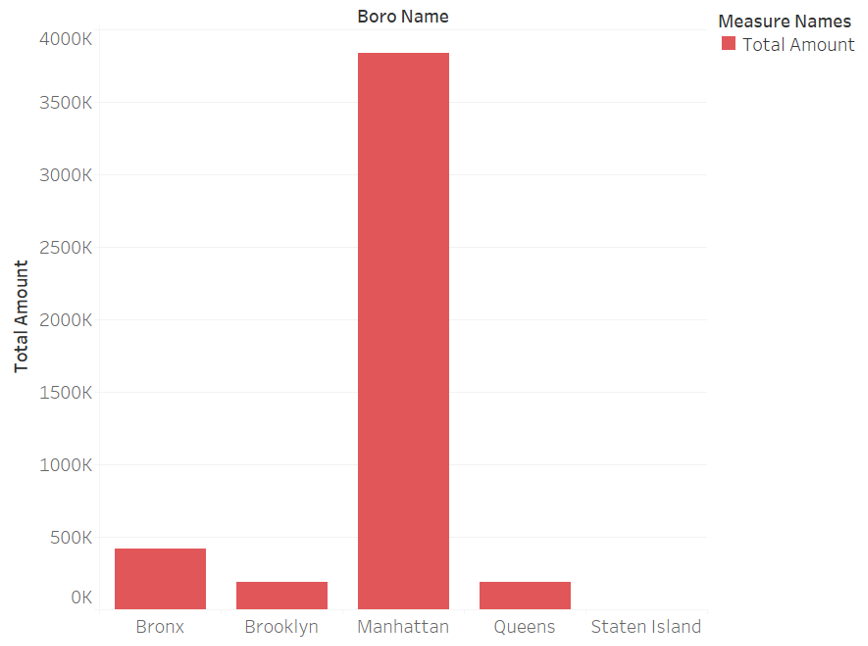 Boro Name
Measure Names
Total Amount
4000K
3500K
3000K
2500K
2000K
1500K
1000K
500K
0K
Total Amount
Bronx Brooklyn Manhattan Queens Staten Island